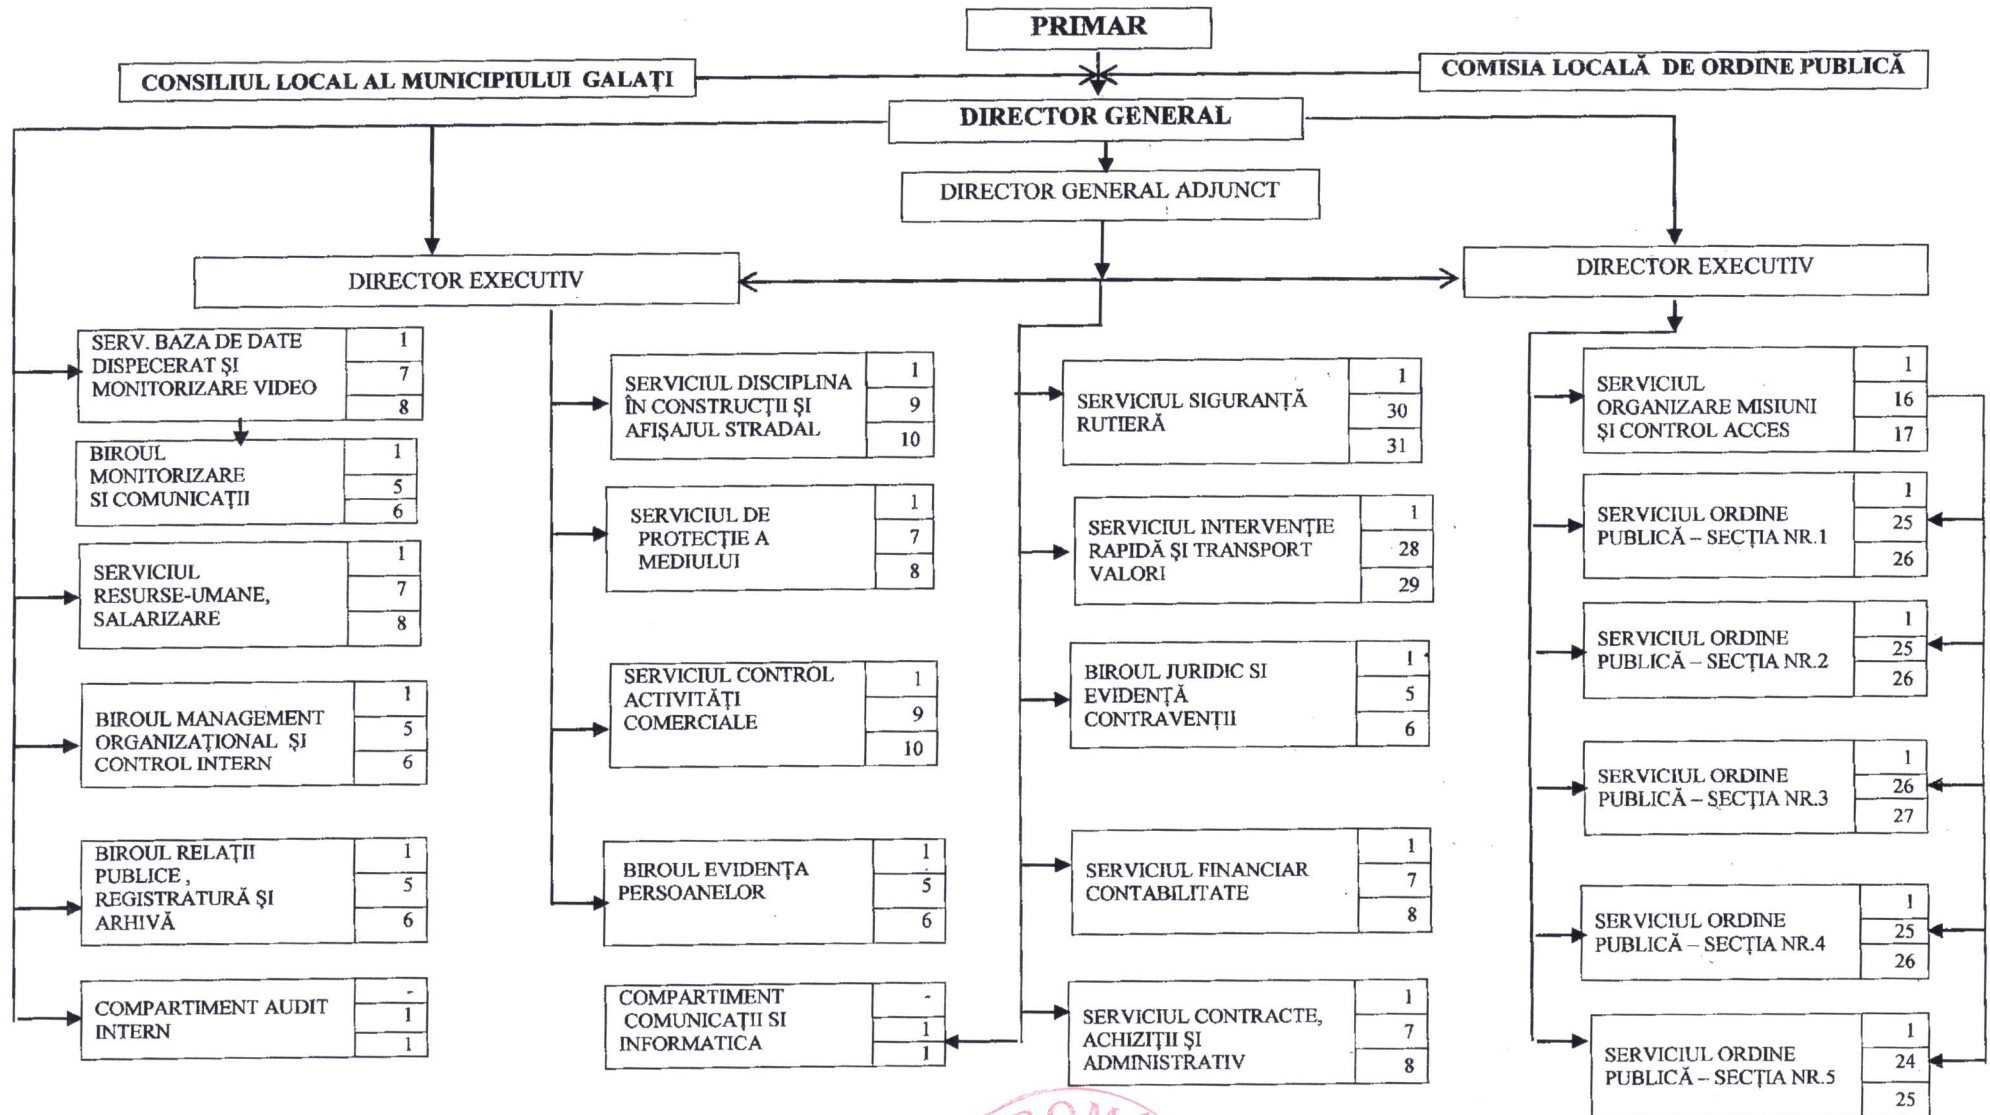 PRIMAR
CONSILIUL LOCAL AL MUNICIPIULUI GALAȚI
COMISIA LOCALĂ DE ORDINE PUBLICĂ
DIRECTOR GENERAL
DIRECTOR GENERAL ADJUNCT
DIRECTOR EXECUTIV
DIRECTOR EXECUTIV
SERV. BAZA DE DATE
DISPECERAT ȘI
MONITORIZARE VIDEO
1
7
8
BIROUL
MONITORIZARE
SI COMUNICAȚII
1
5
6
SERVICIUL
RESURSE-UMANE,
SALARIZARE
1
7
8
BIROUL MANAGEMENT
ORGANIZAȚIONAL ȘI
CONTROL INTERN
1
5
6
BIROUL RELAȚII
PUBLICE ,
REGISTRATURĂ ȘI
ARHIVĂ
1
5
6
COMPARTIMENT AUDIT
INTERN
-
1
1
SERVICIUL DISCIPLINA
ÎN CONSTRUCȚII ȘI
AFIȘAJUL STRADAL
1
9
10
SERVICIUL DE
PROTECȚIE A
MEDIULUI
1
7
8
SERVICIUL CONTROL
ACTIVITĂȚI
COMERCIALE
1
9
10
BIROUL EVIDENȚA
PERSOANELOR
1
5
6
COMPARTIMENT
COMUNICAȚII SI
INFORMATICA
-
1
1
SERVICIUL SIGURANȚĂ
RUTIERĂ
1
30
31
SERVICIUL INTERVENȚIE
RAPIDĂ ȘI TRANSPORT
VALORI
1
28
29
BIROUL JURIDIC SI
EVIDENȚĂ
CONTRAVENȚII
1
5
6
SERVICIUL FINANCIAR
CONTABILITATE
1
7
8
SERVICIUL CONTRACTE,
ACHIZIȚII ȘI
ADMINISTRATIV
1
7
8
SERVICIUL
ORGANIZARE MISIUNI
ȘI CONTROL ACCES
1
16
17
SERVICIUL ORDINE
PUBLICĂ – SECȚIA NR.1
1
25
26
SERVICIUL ORDINE
PUBLICĂ – SECȚIA NR.2
1
25
26
SERVICIUL ORDINE
PUBLICĂ – SECȚIA NR.3
1
26
27
SERVICIUL ORDINE
PUBLICĂ – SECȚIA NR.4
1
25
26
SERVICIUL ORDINE
PUBLICĂ – SECȚIA NR.5
1
24
25